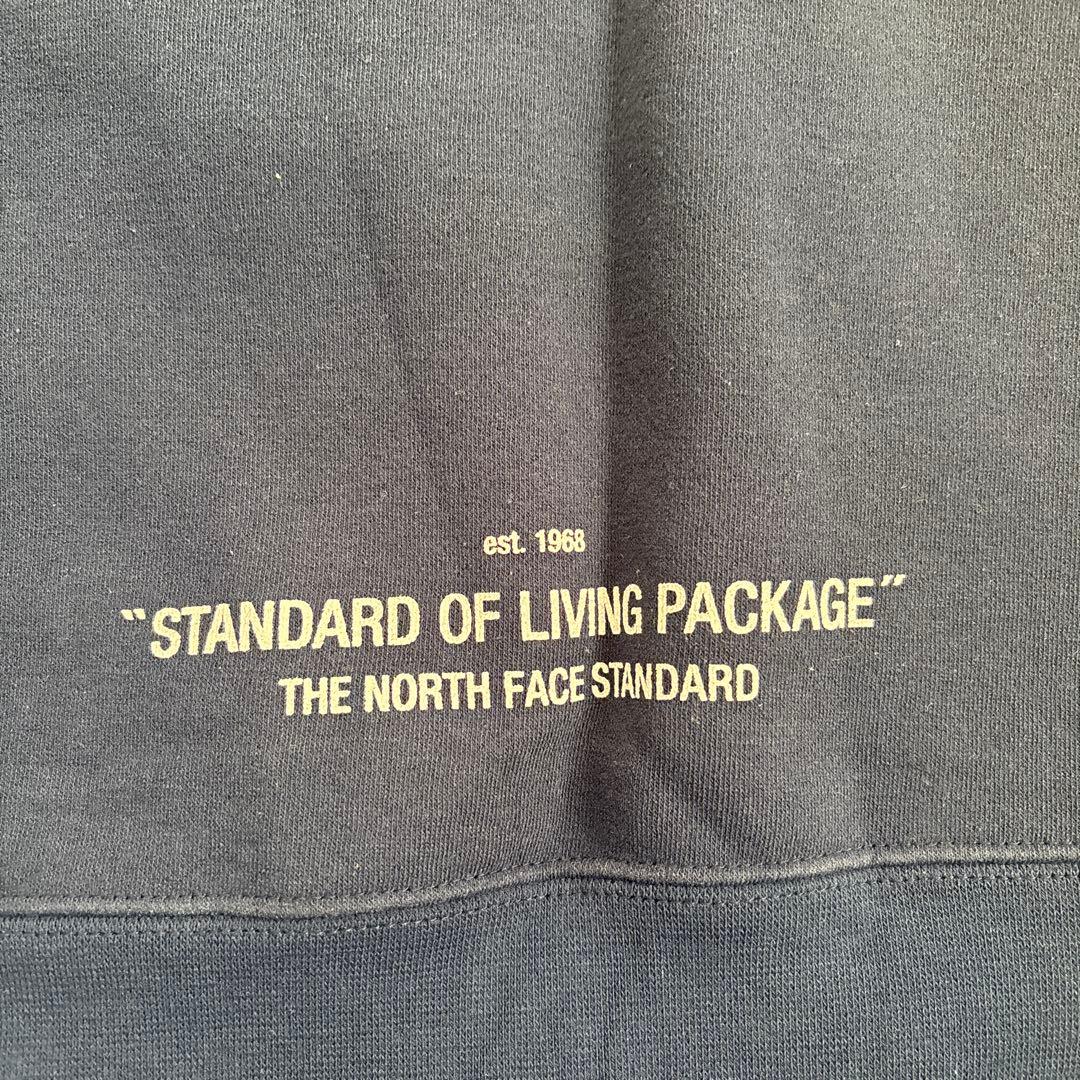 est. 1968
“STANDARD OF LIVING PACKAGE”
THE NORTH FACE STANDARD